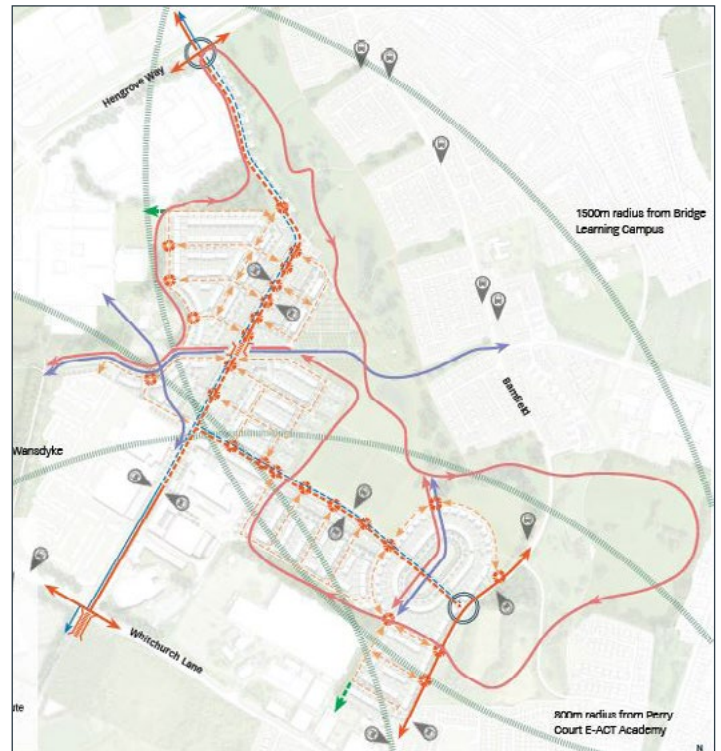 Hengrove Way
1500m radius from Bridge
Learning Campus
Bamfield
Wansdyke
Whitchurch Lane
ute
800m radius from Perry
Court E-ACT Academy
N